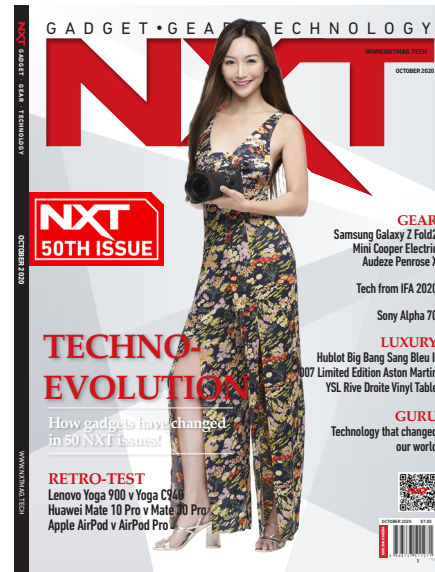 GADGET•GEAR•TECHNOLOGY
NXT
WWW.NXTMAG.TECH
OCTOBER 2020
NXT GADGET · GEAR · TECHNOLOGY
OCTOBER 2020
WWW.NXTMAG.TECH
NXT
50TH ISSUE
GEAR
Samsung Galaxy Z Fold2
Mini Cooper Electric
Audeze Penrose X
Tech from IFA 2020
Sony Alpha 7C
LUXURY
Hublot Big Bang Sang Bleu II
007 Limited Edition Aston Martin
YSL Rive Droite Vinyl Table
GURU
Technology that changed
our world
TECHNO-
EVOLUTION
How gadgets have changed
in 50 NXT issues!
RETRO-TEST
Lenovo Yoga 900 v Yoga C940
Huawei Mate 10 Pro v Mate 30 Pro
Apple AirPod v AirPod Pro
NXT
OCTOBER 2020 $7.00